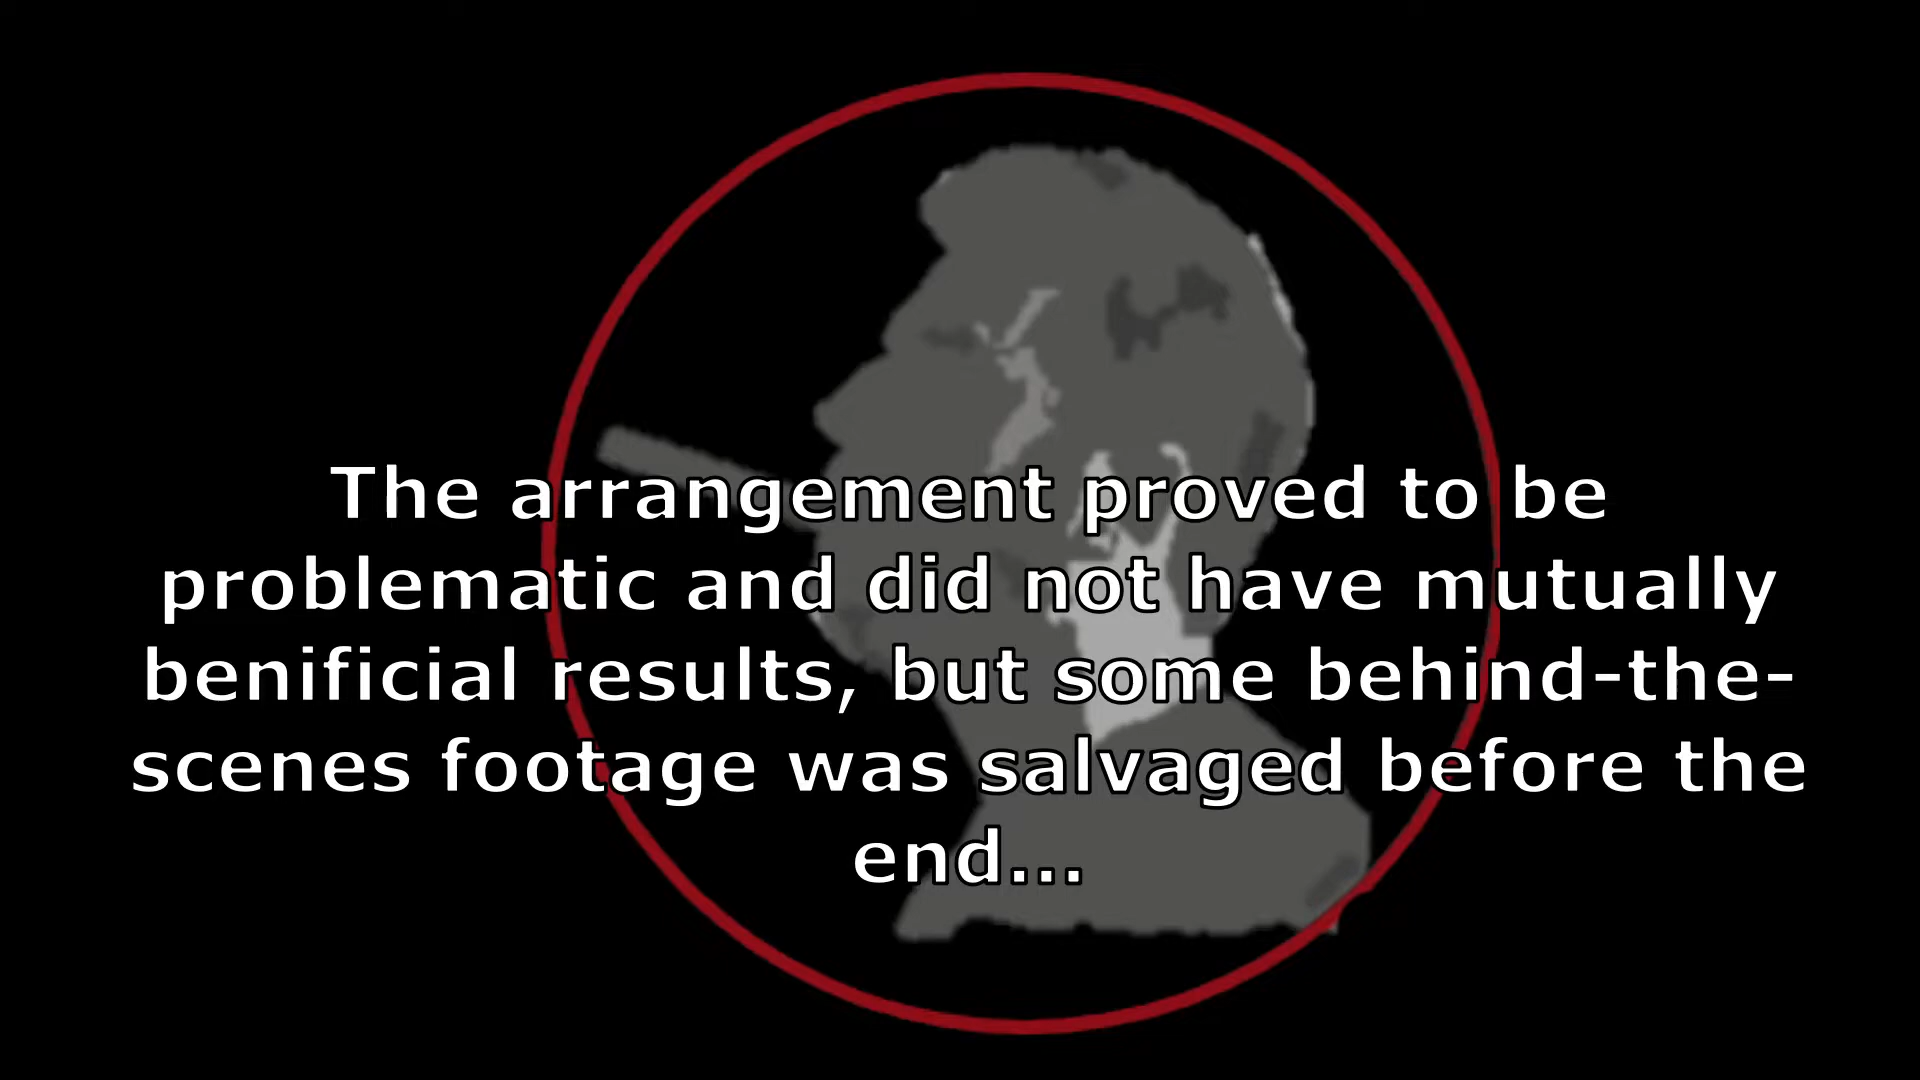 The arrangement proved to be
problematic and did not have mutually
benificial results, but some behind-the-
scenes footage was salvaged before the
end...